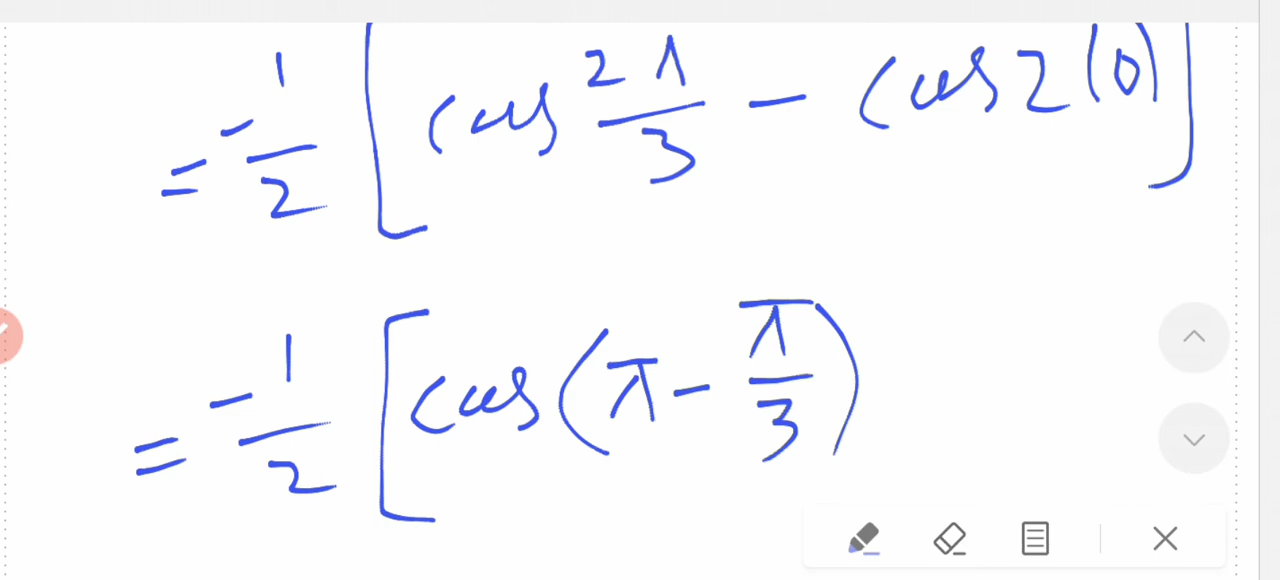 = -1/2 [cos 2π/3 - cos 2(0)]
= -1/2 [cos(π - π/3)